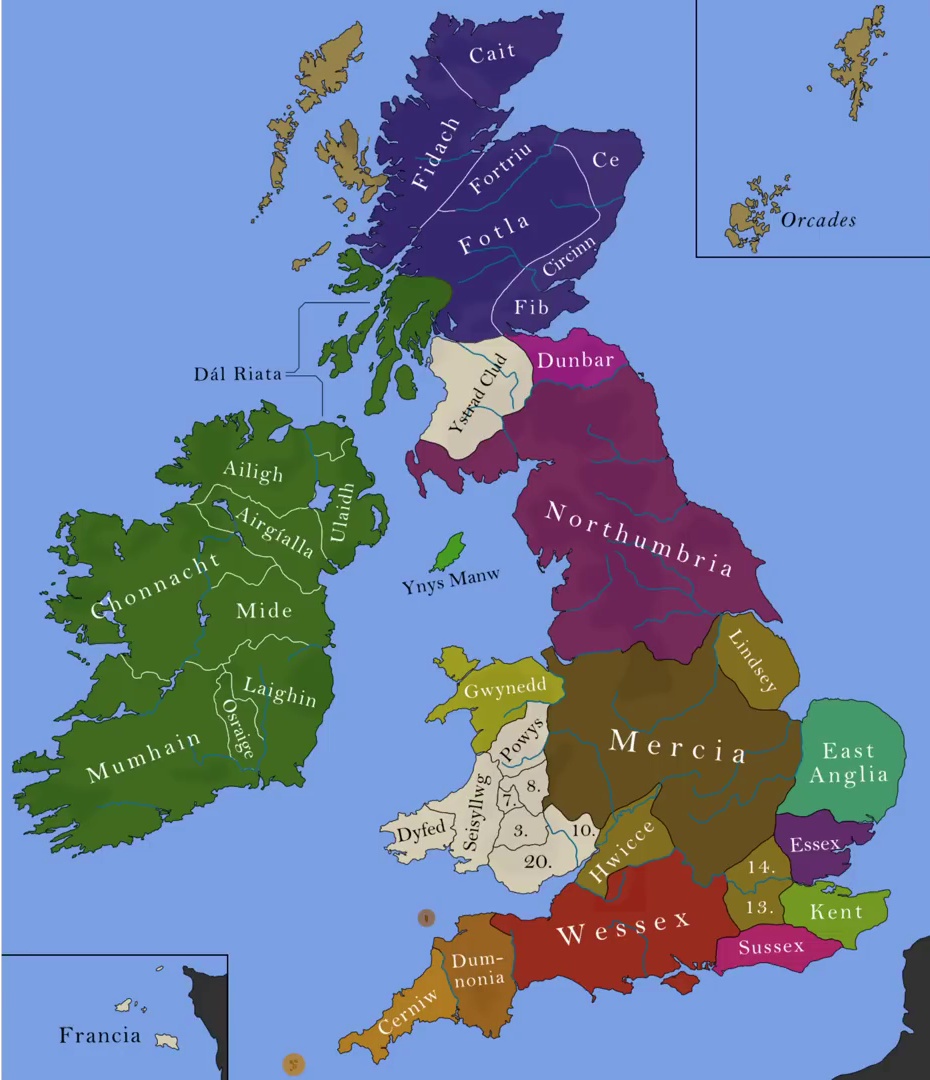 Cait
Orcades
Fidach
Fortriu
Ce
Fotla
Circinn
Fib
Dál Riata
Dunbar
Ystrad Clud
Ailigh
Airgíalla
Ulaidh
Northumbria
Chonnacht
Ynys Manw
Mide
Lindsey
Laighin
Gwynedd
Osraige
Powys
Mumhain
Mercia
East
Anglia
Seisyllwg
8.
7.
Dyfed
3.
10.
20.
Hwicce
Essex
14.
13.
Kent
Wessex
Sussex
Dum-
nonia
Cerniw
Francia